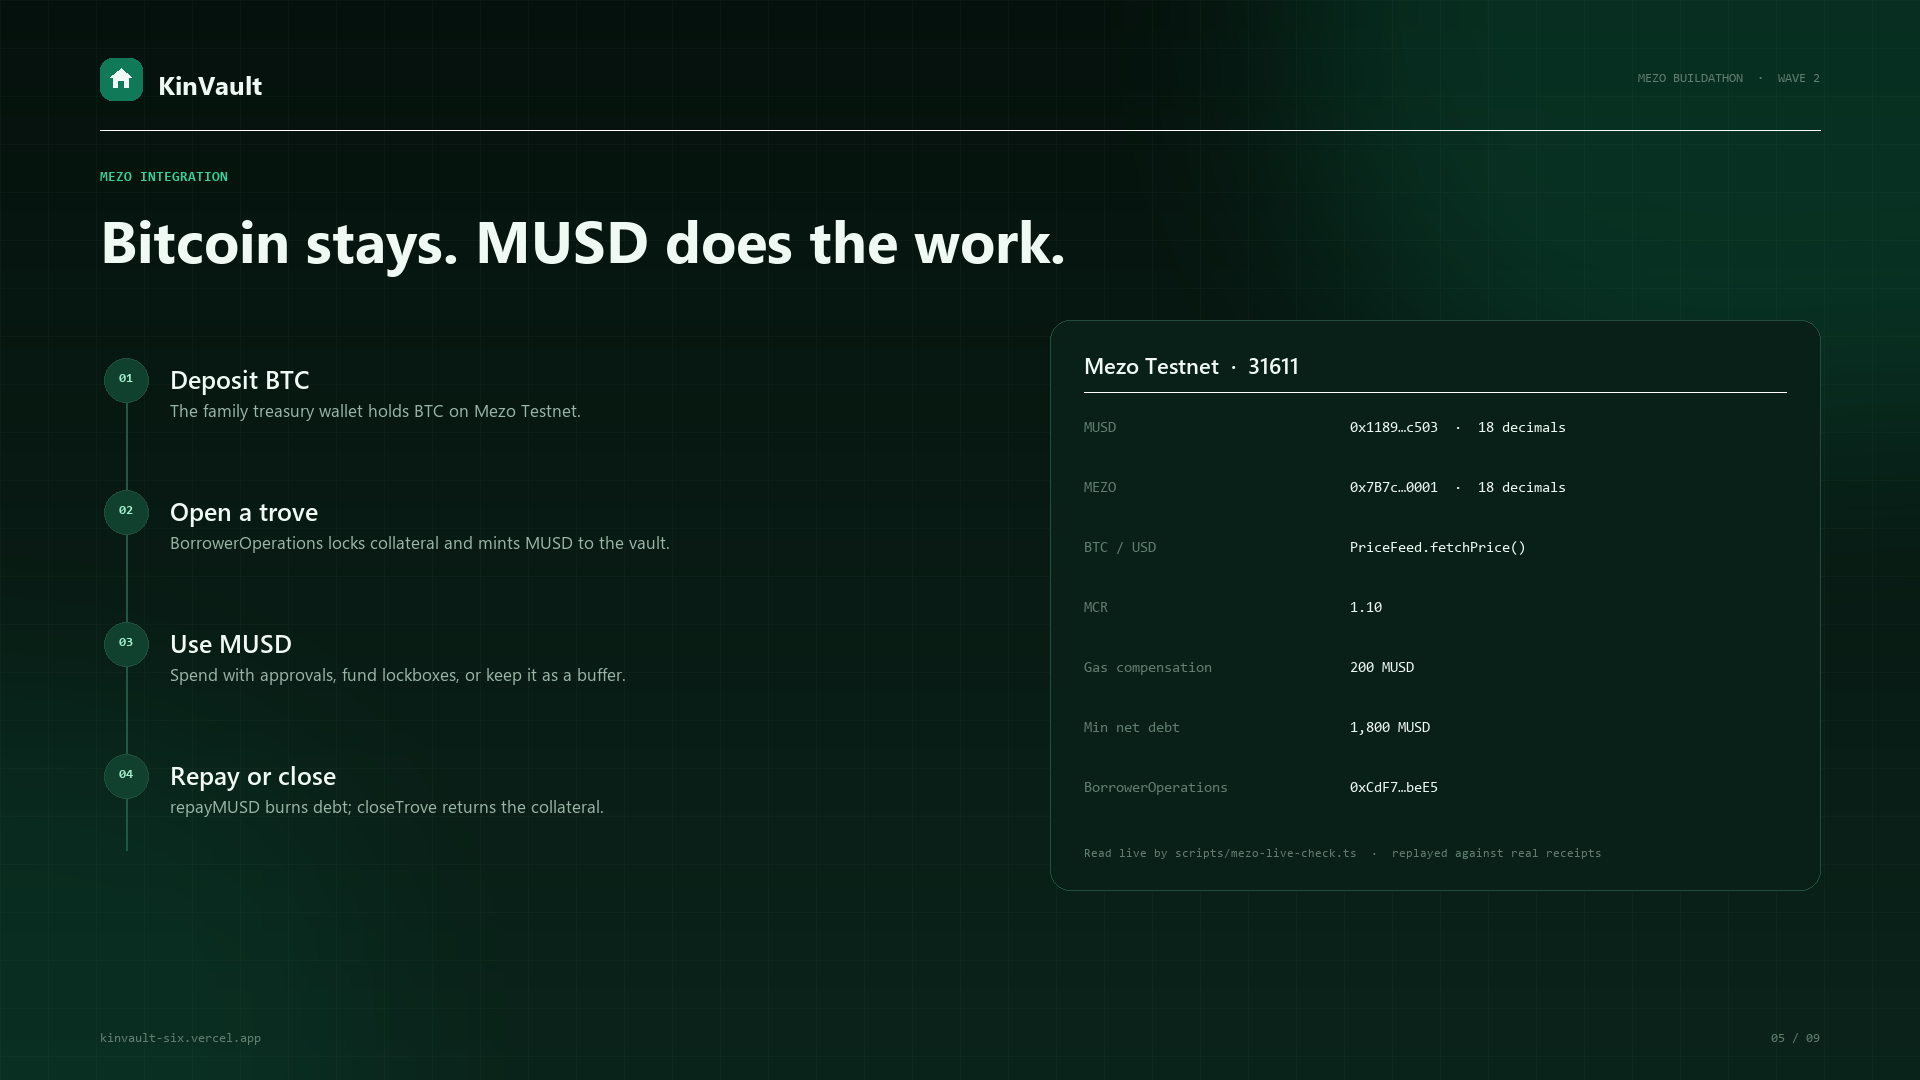 KinVault
MEZO BUILDATHON · WAVE 2
MEZO INTEGRATION
Bitcoin stays. MUSD does the work.
01
Deposit BTC
The family treasury wallet holds BTC on Mezo Testnet.
02
Open a trove
BorrowerOperations locks collateral and mints MUSD to the vault.
03
Use MUSD
Spend with approvals, fund lockboxes, or keep it as a buffer.
04
Repay or close
repayMUSD burns debt; closeTrove returns the collateral.
Mezo Testnet · 31611
MUSD 0x1189…c503 · 18 decimals
MEZO 0x7B7c…0001 · 18 decimals
BTC / USD PriceFeed.fetchPrice()
MCR 1.10
Gas compensation 200 MUSD
Min net debt 1,800 MUSD
BorrowerOperations 0xCdF7…beE5
Read live by scripts/mezo-live-check.ts · replayed against real receipts
kinvault-six.vercel.app
05 / 09